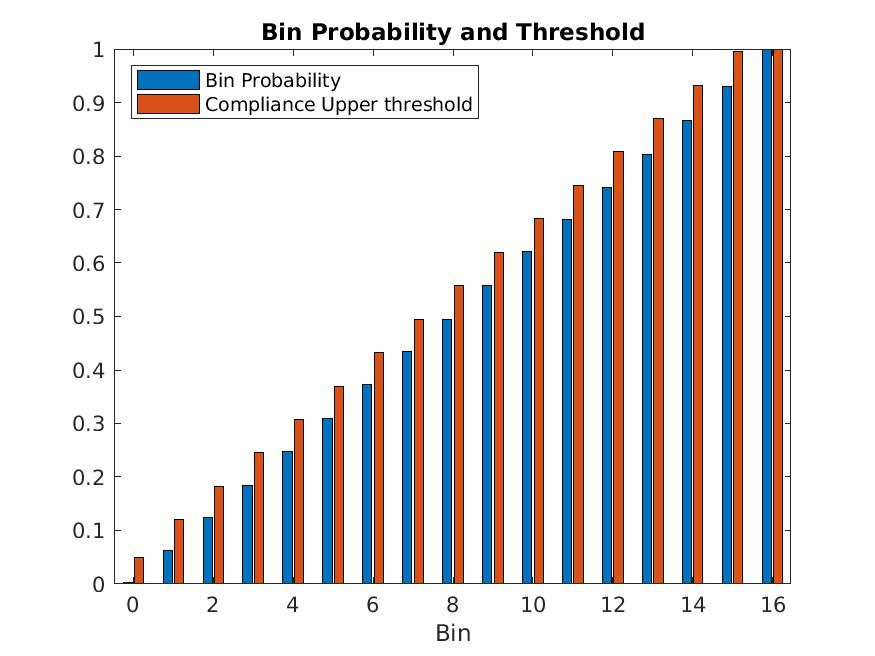 Bin Probability and Threshold
Bin Probability
Compliance Upper threshold
1
0.9
0.8
0.7
0.6
0.5
0.4
0.3
0.2
0.1
0
0 2 4 6 8 10 12 14 16
Bin